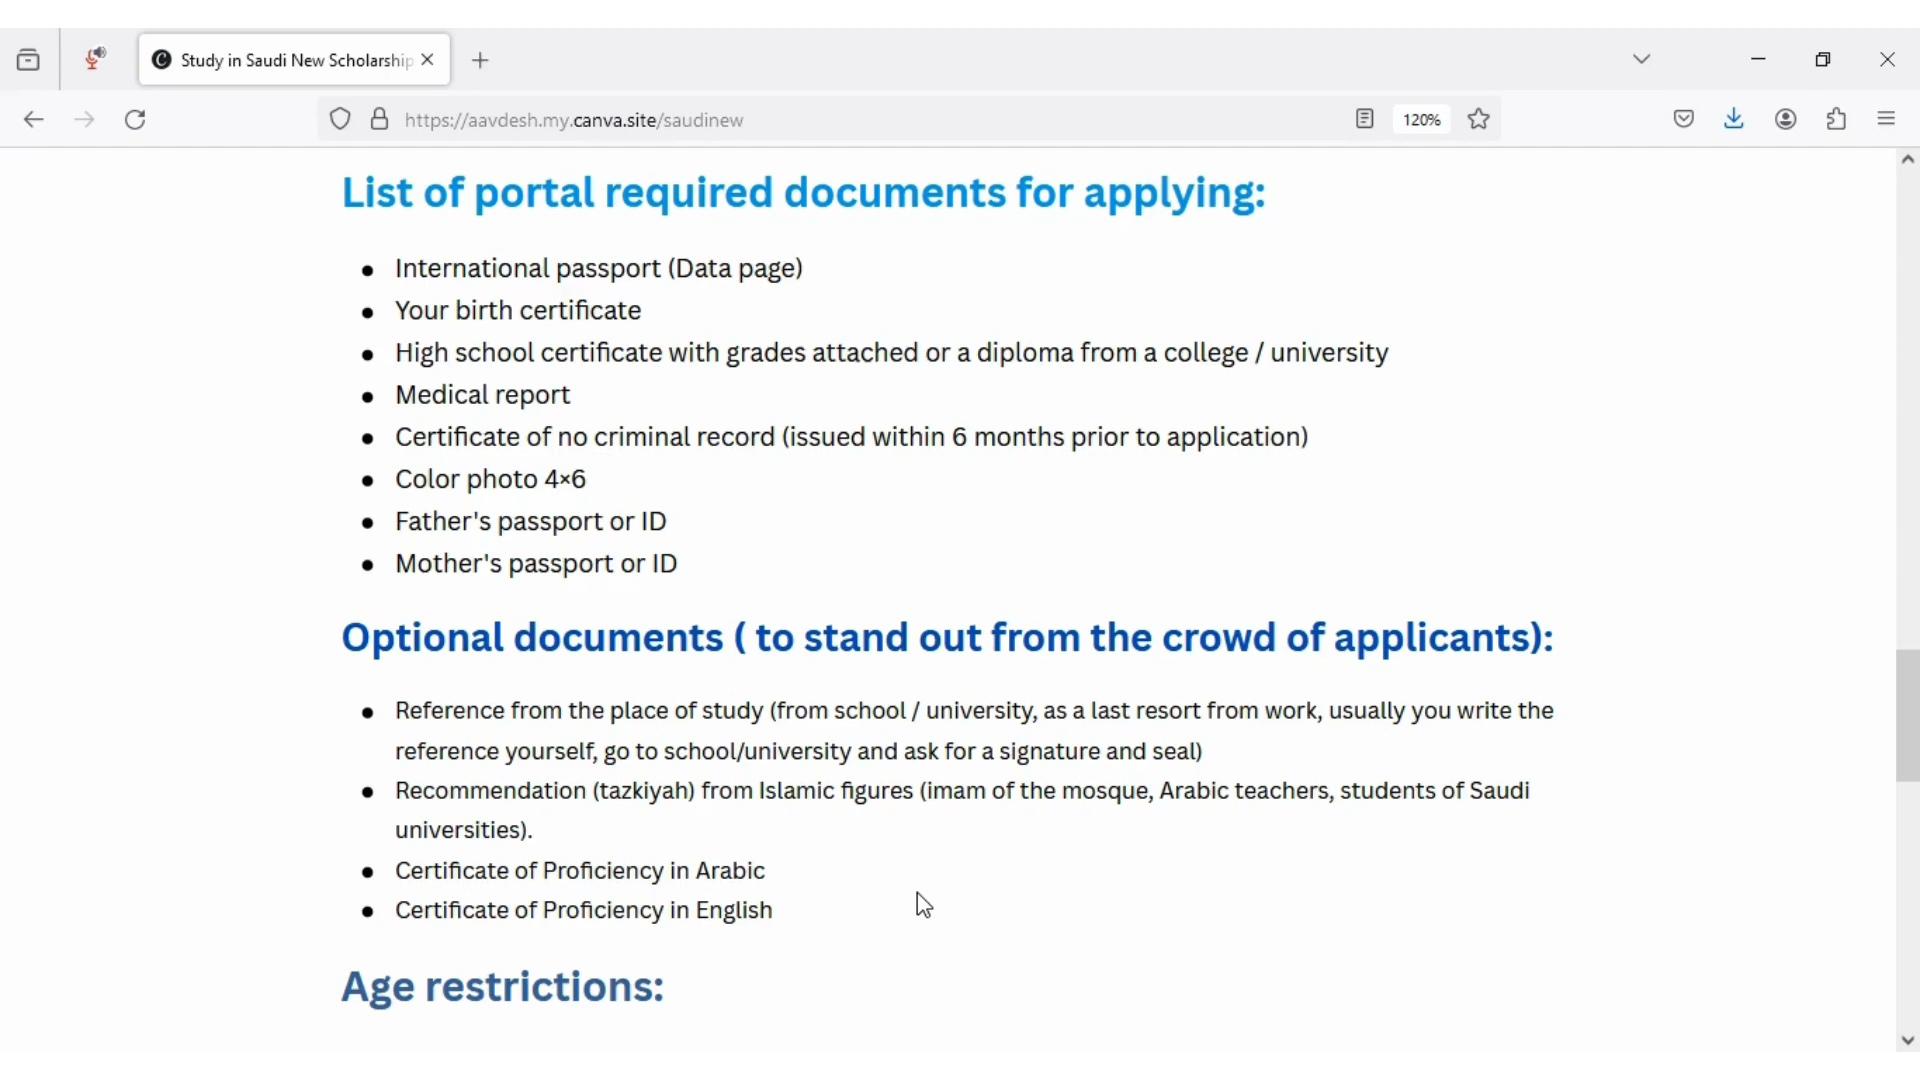 Study in Saudi New Scholarship
https://aavdesh.my.canva.site/saudinew
120%
List of portal required documents for applying:
● International passport (Data page)
● Your birth certificate
● High school certificate with grades attached or a diploma from a college / university
● Medical report
● Certificate of no criminal record (issued within 6 months prior to application)
● Color photo 4×6
● Father's passport or ID
● Mother's passport or ID
Optional documents ( to stand out from the crowd of applicants):
● Reference from the place of study (from school / university, as a last resort from work, usually you write the
reference yourself, go to school/university and ask for a signature and seal)
● Recommendation (tazkiyah) from Islamic figures (imam of the mosque, Arabic teachers, students of Saudi
universities).
● Certificate of Proficiency in Arabic
● Certificate of Proficiency in English
Age restrictions: